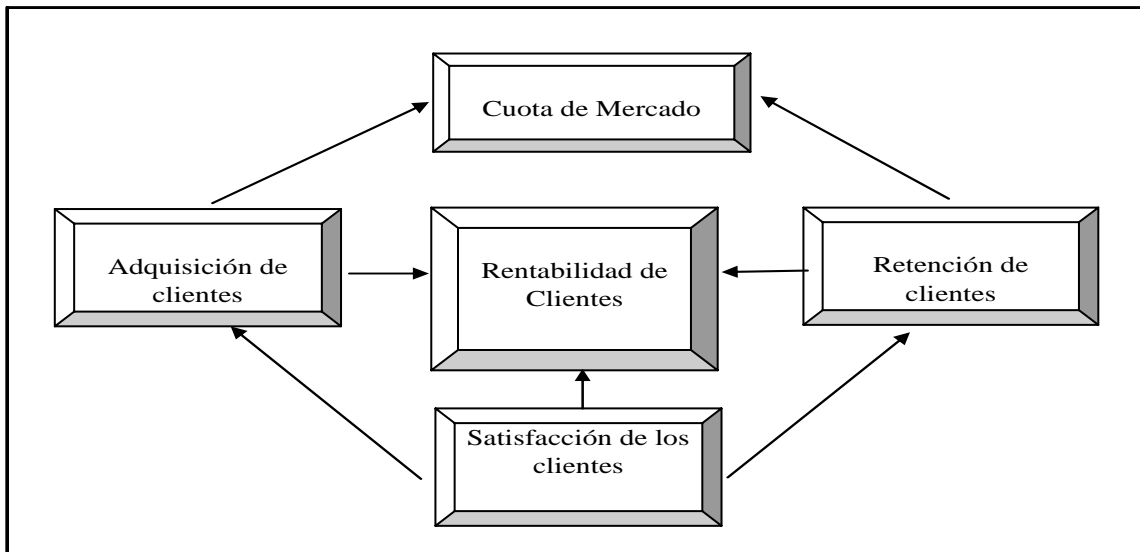 Cuota de Mercado
Adquisición de
clientes
Rentabilidad de
Clientes
Retención de
clientes
Satisfacción de los
clientes